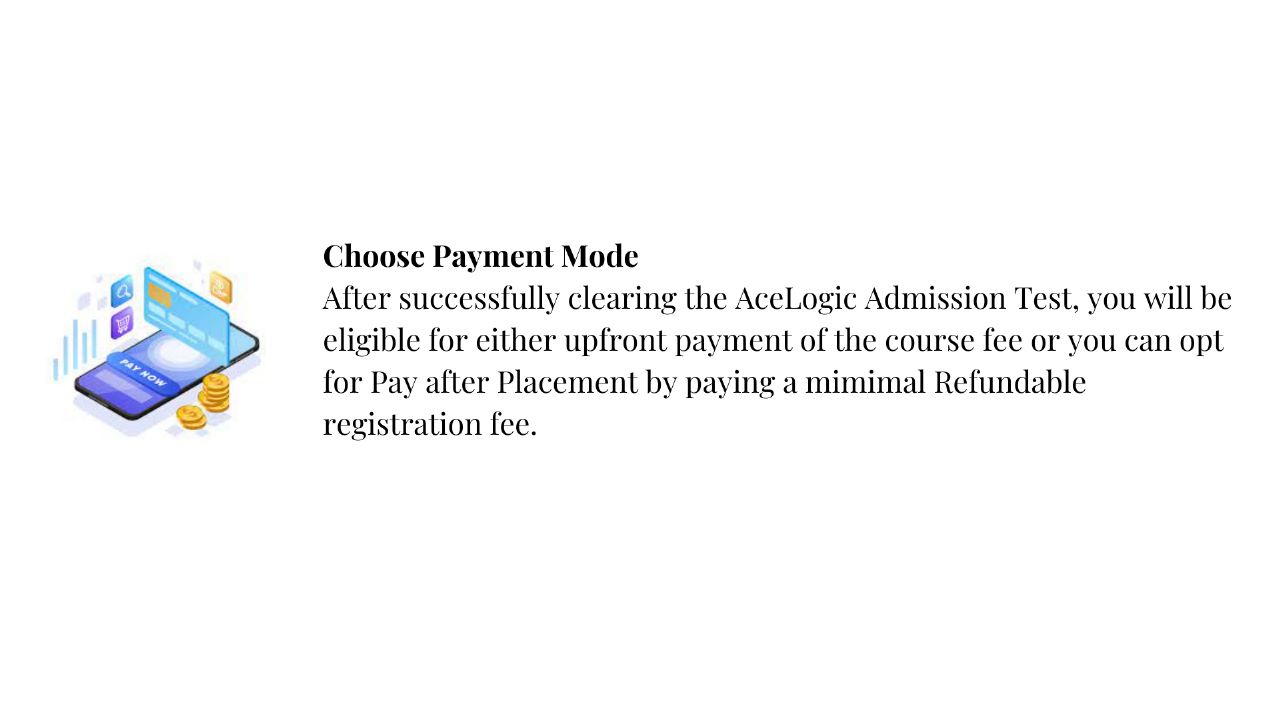 Choose Payment Mode
After successfully clearing the AceLogic Admission Test, you will be
eligible for either upfront payment of the course fee or you can opt
for Pay after Placement by paying a mimimal Refundable
registration fee.
PAY NOW